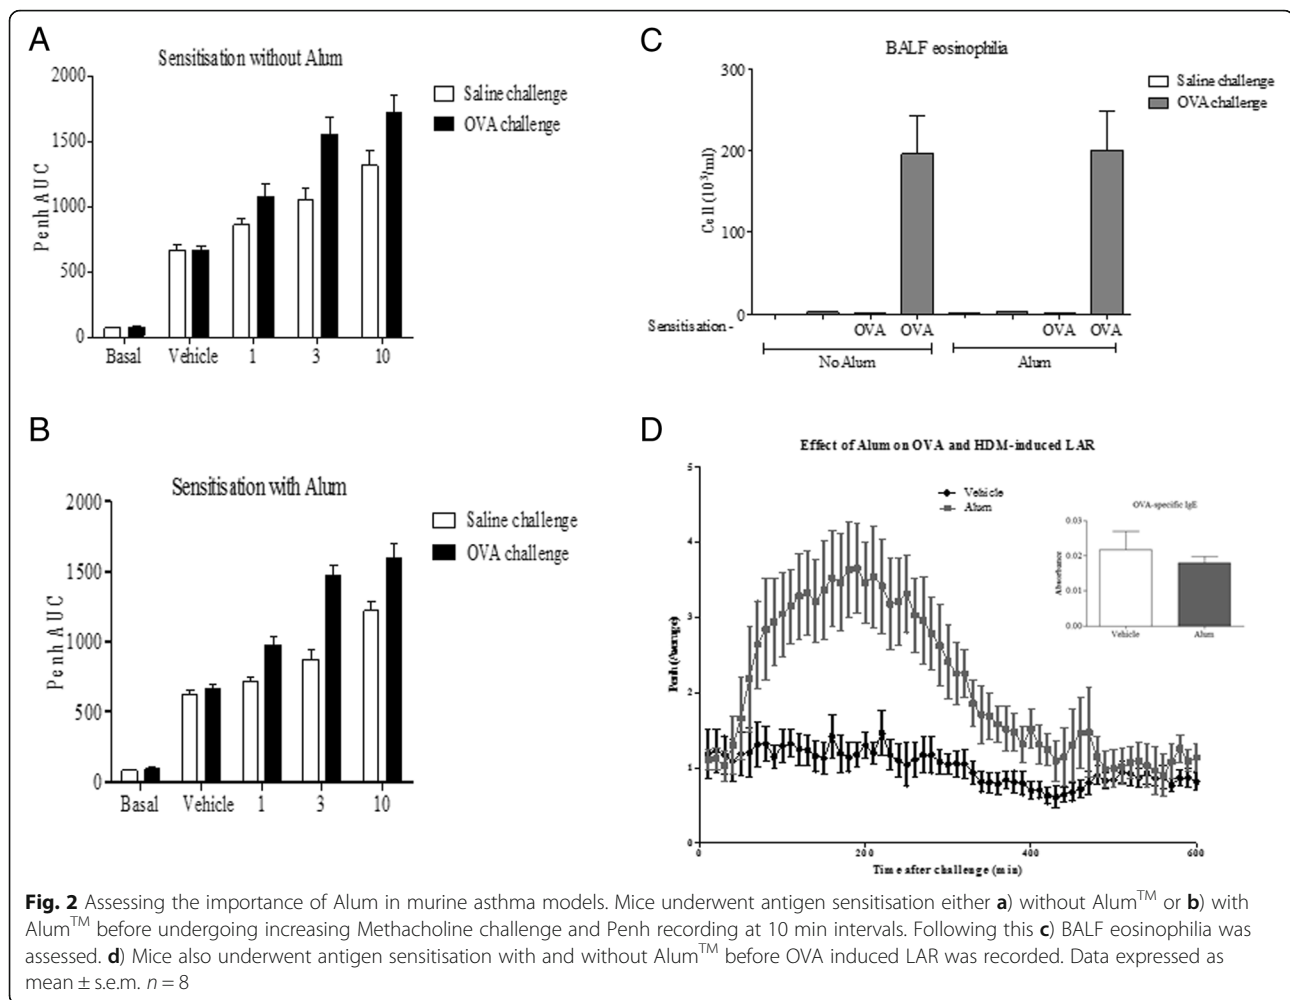 A
Sensitisation without Alum
2000
1500
1000
500
0
Penh AUC
Saline challenge
OVA challenge
Basal Vehicle 1 3 10
B
Sensitisation with Alum
2000
1500
1000
500
0
Penh AUC
Saline challenge
OVA challenge
Basal Vehicle 1 3 10
C
BALF eosinophilia
300
200
100
0
Cell (10³/ml)
Saline challenge
OVA challenge
Sensitisation - OVA OVA OVA OVA
No Alum Alum
D
Effect of Alum on OVA and HDM-induced LAR
5
4
3
2
1
0
Penh (Average)
Vehicle
Alum
OVA-specific IgE
0.03
0.02
0.01
0.00
Absorbance
Vehicle Alum
0 200 400 600
Time after challenge (min)
Fig. 2 Assessing the importance of Alum in murine asthma models. Mice underwent antigen sensitisation either a) without Alum™ or b) with
Alum™ before undergoing increasing Methacholine challenge and Penh recording at 10 min intervals. Following this c) BALF eosinophilia was
assessed. d) Mice also underwent antigen sensitisation with and without Alum™ before OVA induced LAR was recorded. Data expressed as
mean ± s.e.m. n = 8